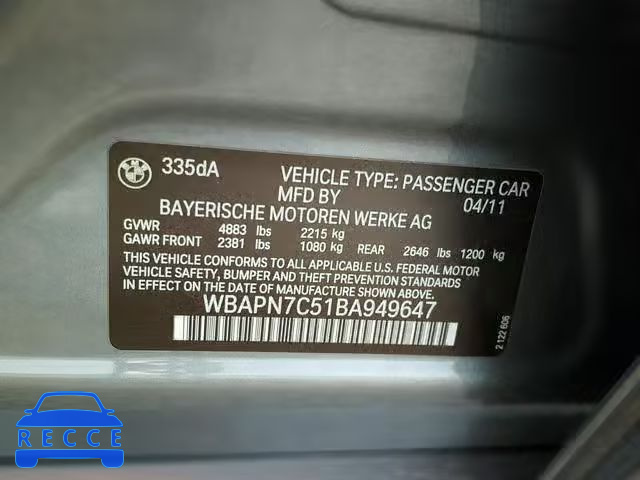 BMW
335dA
VEHICLE TYPE: PASSENGER CAR
MFD BY
04/11
BAYERISCHE MOTOREN WERKE AG
GVWR 4883 lbs 2215 kg
GAWR FRONT 2381 lbs 1080 kg REAR 2646 lbs 1200 kg
THIS VEHICLE CONFORMS TO ALL APPLICABLE U.S. FEDERAL MOTOR
VEHICLE SAFETY, BUMPER AND THEFT PREVENTION STANDARDS
IN EFFECT ON THE DATE OF MANUFACTURE SHOWN ABOVE.
WBAPN7C51BA949647
2 122 606
RECCE